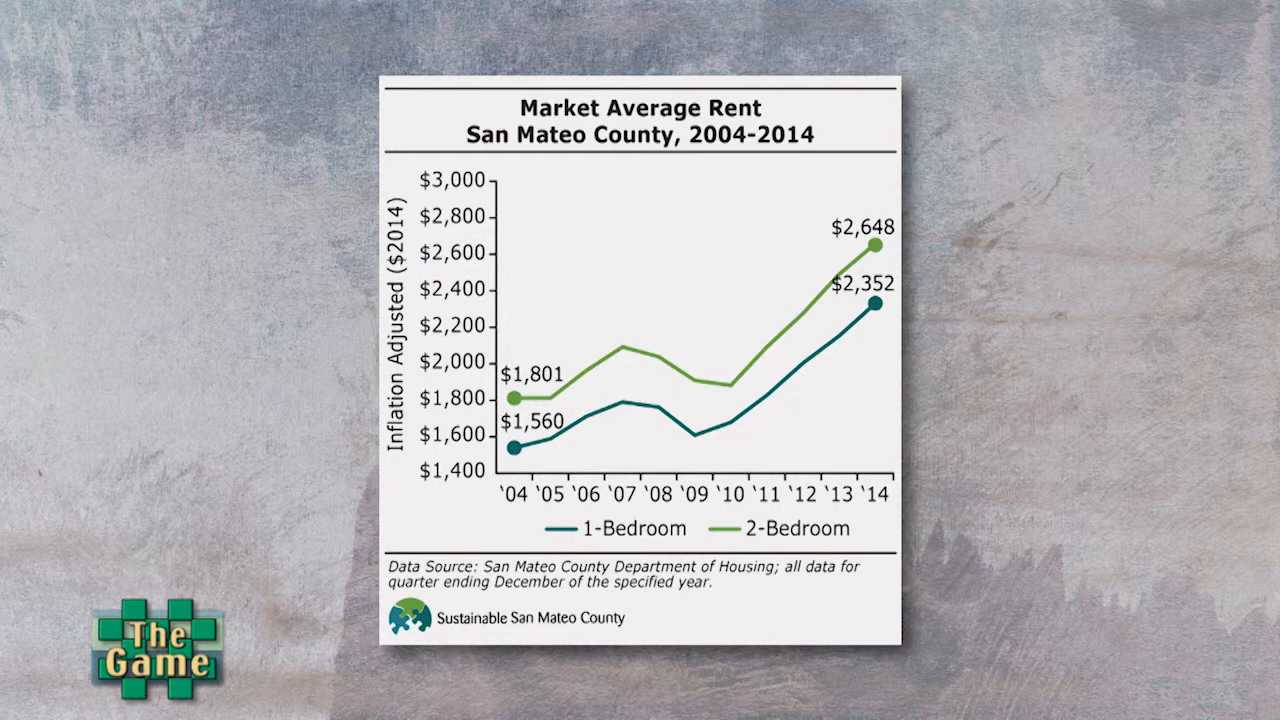 Market Average Rent
San Mateo County, 2004-2014
Inflation Adjusted ($2014)
$3,000
$2,800
$2,600
$2,400
$2,200
$2,000
$1,800
$1,600
$1,400
$2,648
$2,352
$1,801
$1,560
‘04 ‘05 ‘06 ‘07 ‘08 ‘09 ‘10 ‘11 ‘12 ‘13 ‘14
1-Bedroom 2-Bedroom
Data Source: San Mateo County Department of Housing; all data for
quarter ending December of the specified year.
Sustainable San Mateo County
The
Game